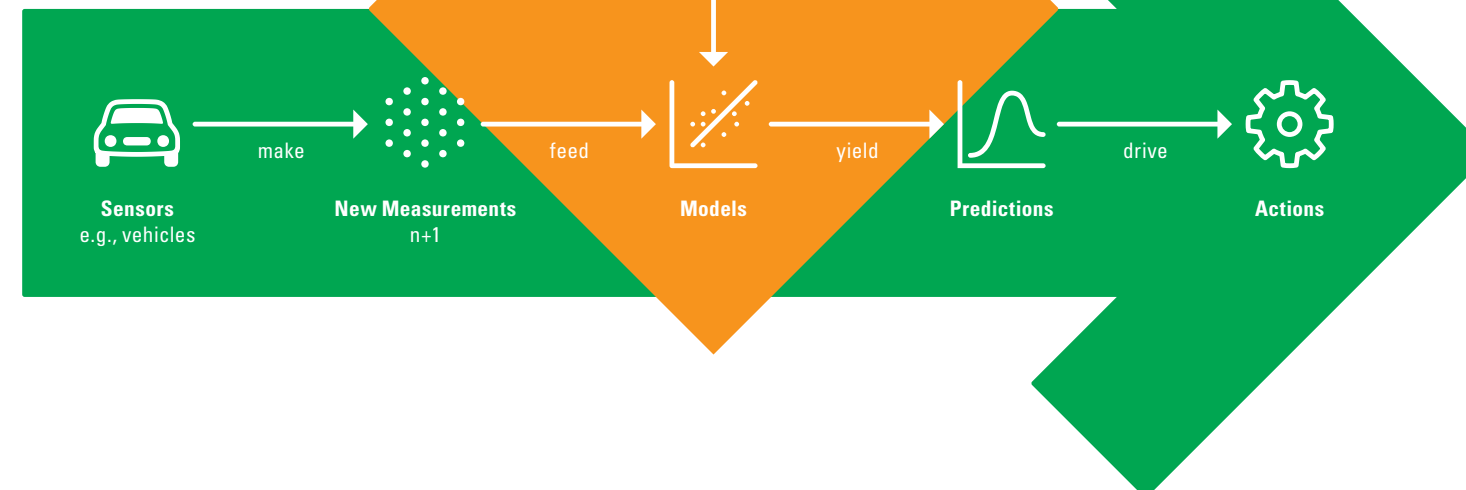 make
feed
yield
drive
Sensors
e.g., vehicles
New Measurements
n+1
Models
Predictions
Actions